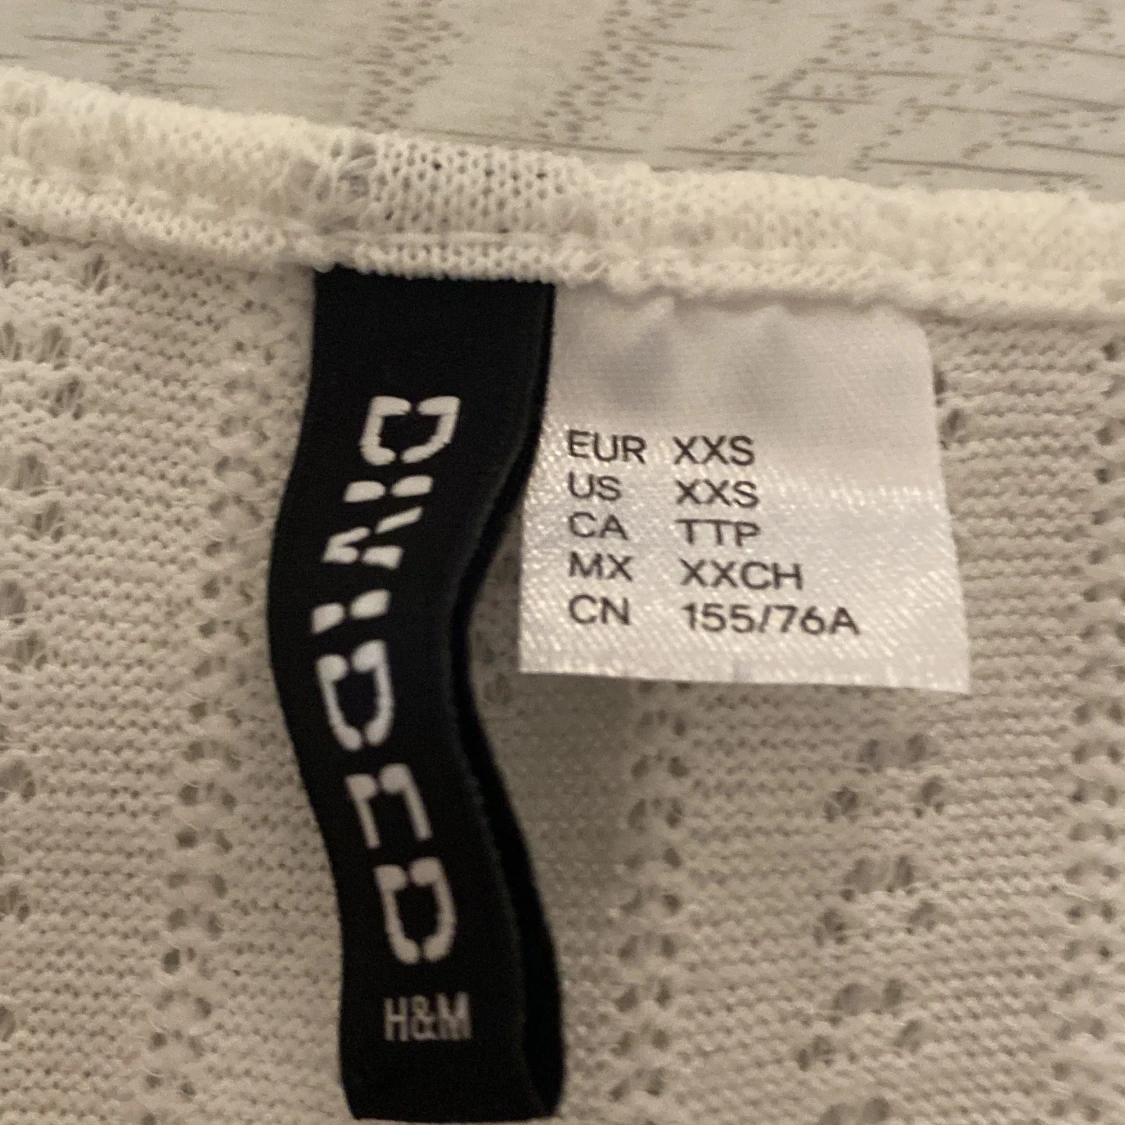 DIVIDED
H&M
EUR XXS
US XXS
CA TTP
MX XXCH
CN 155/76A